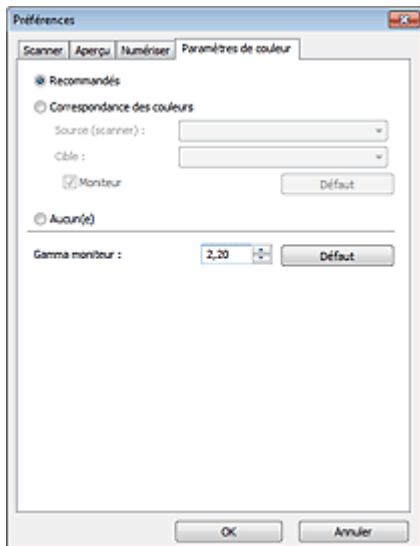 Préférences
Scanner Aperçu Numériser Paramètres de couleur
Recommandés
Correspondance des couleurs
Source (scanner) :
Cible :
Moniteur Défaut
Aucun(e)
Gamma moniteur : 2,20 Défaut
OK Annuler